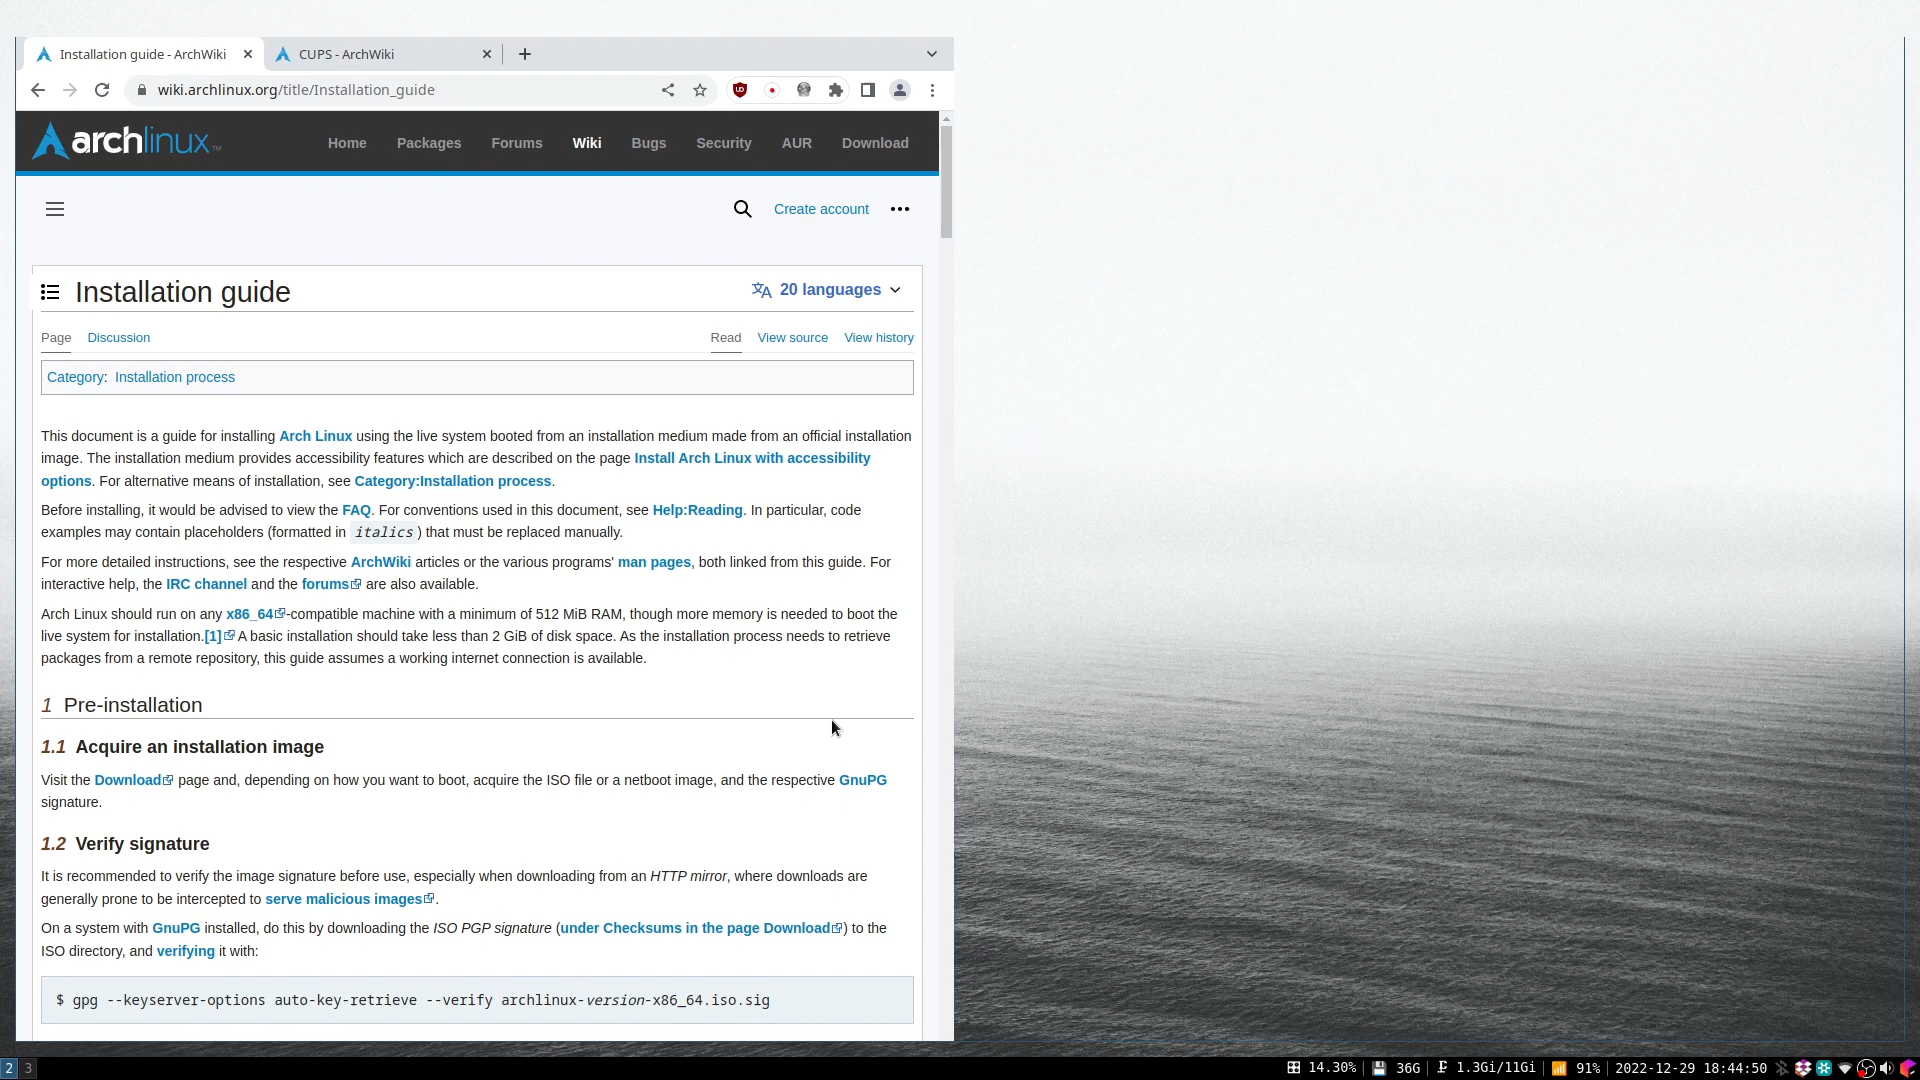 Installation guide - ArchWiki
CUPS - ArchWiki
wiki.archlinux.org/title/Installation_guide
archlinux™
Home Packages Forums Wiki Bugs Security AUR Download
Create account
Installation guide
20 languages
Page Discussion Read View source View history
Category: Installation process
This document is a guide for installing Arch Linux using the live system booted from an installation medium made from an official installation
image. The installation medium provides accessibility features which are described on the page Install Arch Linux with accessibility
options. For alternative means of installation, see Category:Installation process.
Before installing, it would be advised to view the FAQ. For conventions used in this document, see Help:Reading. In particular, code
examples may contain placeholders (formatted in italics ) that must be replaced manually.
For more detailed instructions, see the respective ArchWiki articles or the various programs' man pages, both linked from this guide. For
interactive help, the IRC channel and the forums are also available.
Arch Linux should run on any x86_64-compatible machine with a minimum of 512 MiB RAM, though more memory is needed to boot the
live system for installation.[1] A basic installation should take less than 2 GiB of disk space. As the installation process needs to retrieve
packages from a remote repository, this guide assumes a working internet connection is available.
1 Pre-installation
1.1 Acquire an installation image
Visit the Download page and, depending on how you want to boot, acquire the ISO file or a netboot image, and the respective GnuPG
signature.
1.2 Verify signature
It is recommended to verify the image signature before use, especially when downloading from an HTTP mirror, where downloads are
generally prone to be intercepted to serve malicious images.
On a system with GnuPG installed, do this by downloading the ISO PGP signature (under Checksums in the page Download) to the
ISO directory, and verifying it with:
$ gpg --keyserver-options auto-key-retrieve --verify archlinux-version-x86_64.iso.sig
2 3 14.30% 36G 1.3Gi/11Gi 91% 2022-12-29 18:44:50